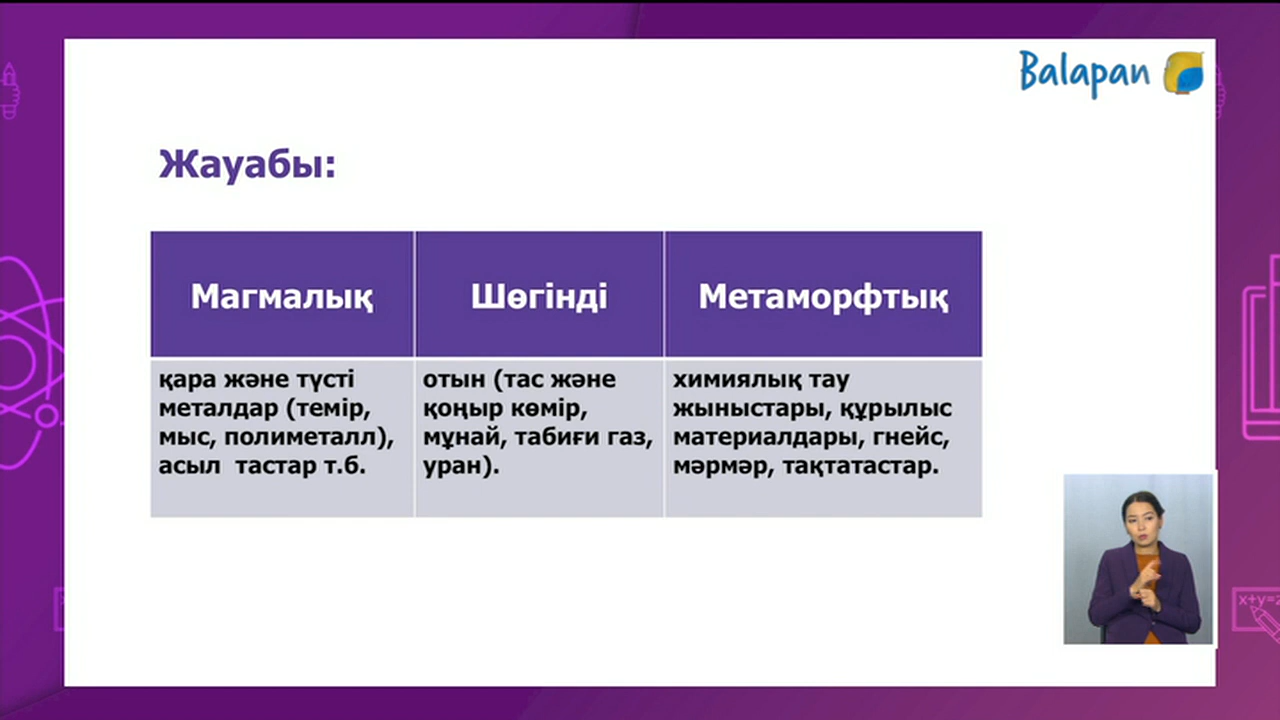 Balapan
Жауабы:
Магмалық
Шөгінді
Метаморфтық
қара және түсті
металдар (темір,
мыс, полиметалл),
асыл тастар т.б.
отын (тас және
қоңыр көмір,
мұнай, табиғи газ,
уран).
химиялық тау
жыныстары, құрылыс
материалдары, гнейс,
мәрмәр, тақтатастар.
x+y=